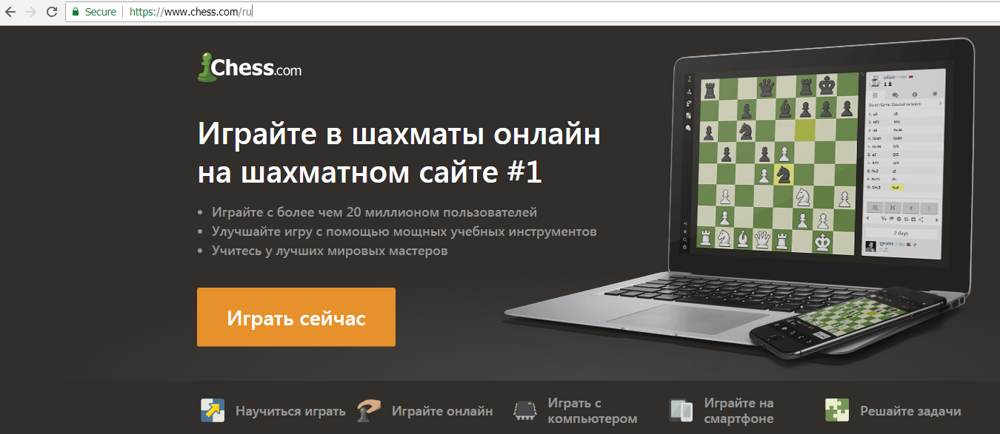 Secure
https://www.chess.com/ru
Chess.com
Играйте в шахматы онлайн
на шахматном сайте #1
Играйте с более чем 20 миллионом пользователей
Улучшайте игру с помощью мощных учебных инструментов
Учитесь у лучших мировых мастеров
Играть сейчас
2 days
Научиться играть
Играйте онлайн
Играть с
компьютером
Играйте на
смартфоне
Решайте задачи